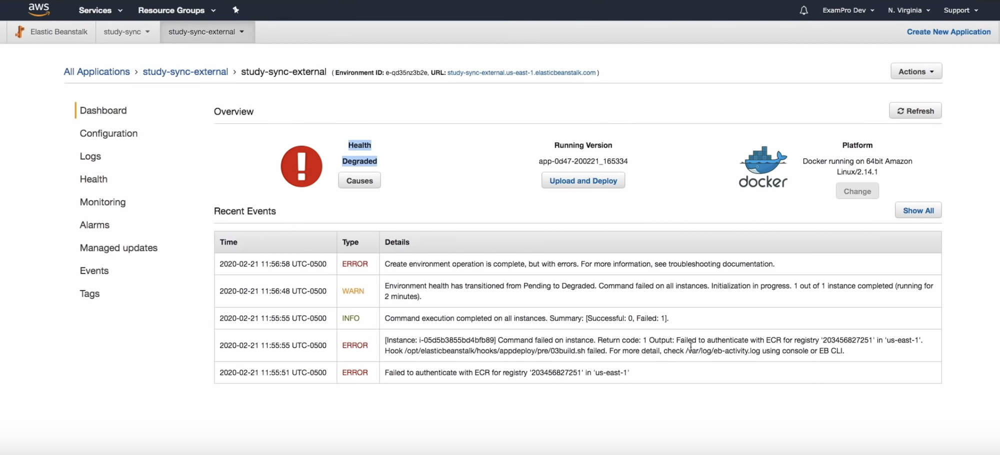 aws Services Resource Groups ExamPro Dev N. Virginia Support
Elastic Beanstalk study-sync study-sync-external Create New Application
All Applications › study-sync-external › study-sync-external ( Environment ID: e-qd35nz3b2e, URL: study-sync-external.us-east-1.elasticbeanstalk.com ) Actions
Dashboard
Configuration
Logs
Health
Monitoring
Alarms
Managed updates
Events
Tags
Overview Refresh
Health
Degraded
Causes
Running Version
app-0d47-200221_165334
Upload and Deploy
docker
Platform
Docker running on 64bit Amazon
Linux/2.14.1
Change
Recent Events Show All
Time Type Details
2020-02-21 11:56:58 UTC-0500 ERROR Create environment operation is complete, but with errors. For more information, see troubleshooting documentation.
2020-02-21 11:56:48 UTC-0500 WARN Environment health has transitioned from Pending to Degraded. Command failed on all instances. Initialization in progress. 1 out of 1 instance completed (running for
2 minutes).
2020-02-21 11:55:55 UTC-0500 INFO Command execution completed on all instances. Summary: [Successful: 0, Failed: 1].
2020-02-21 11:55:55 UTC-0500 ERROR [Instance: i-05d5b3855bd4bfb89] Command failed on instance. Return code: 1 Output: Failed to authenticate with ECR for registry '203456827251' in 'us-east-1'.
Hook /opt/elasticbeanstalk/hooks/appdeploy/pre/03build.sh failed. For more detail, check /var/log/eb-activity.log using console or EB CLI.
2020-02-21 11:55:51 UTC-0500 ERROR Failed to authenticate with ECR for registry '203456827251' in 'us-east-1'